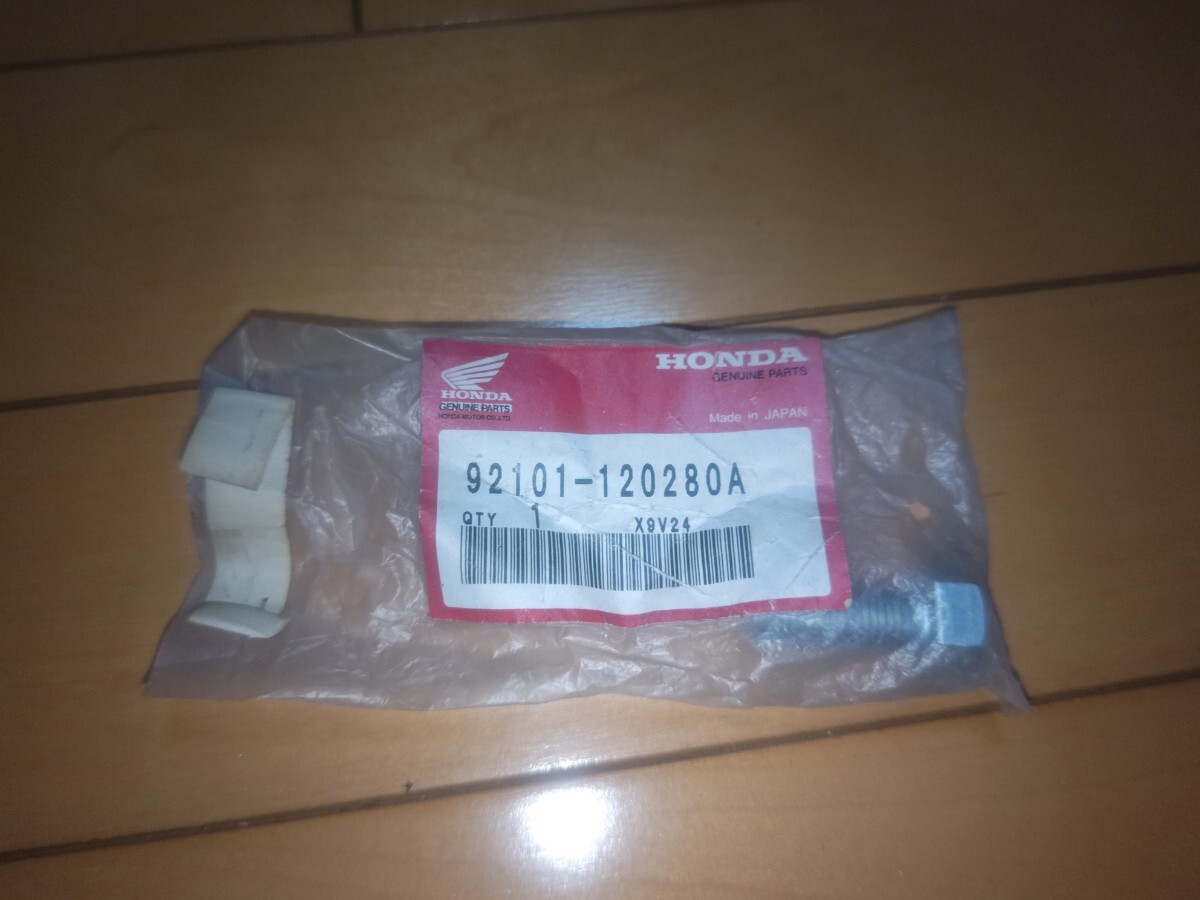 HONDA
GENUINE PARTS
HONDA MOTOR CO.,LTD.
HONDA
GENUINE PARTS
Made in JAPAN
92101-120280A
QTY 1 X9V24